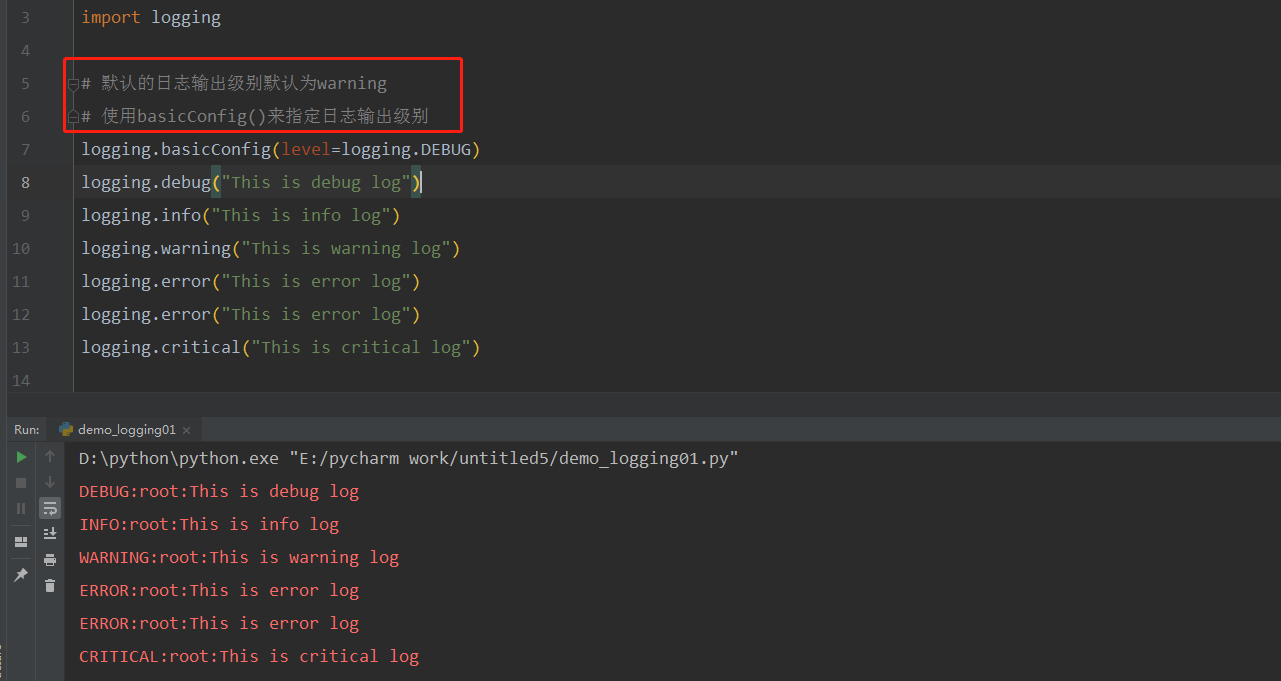 3 import logging
4
5 # 默认的日志输出级别默认为warning
6 # 使用basicConfig()来指定日志输出级别
7 logging.basicConfig(level=logging.DEBUG)
8 logging.debug("This is debug log")
9 logging.info("This is info log")
10 logging.warning("This is warning log")
11 logging.error("This is error log")
12 logging.error("This is error log")
13 logging.critical("This is critical log")
14
Run: demo_logging01 ×
D:\python\python.exe "E:/pycharm work/untitled5/demo_logging01.py"
DEBUG:root:This is debug log
INFO:root:This is info log
WARNING:root:This is warning log
ERROR:root:This is error log
ERROR:root:This is error log
CRITICAL:root:This is critical log